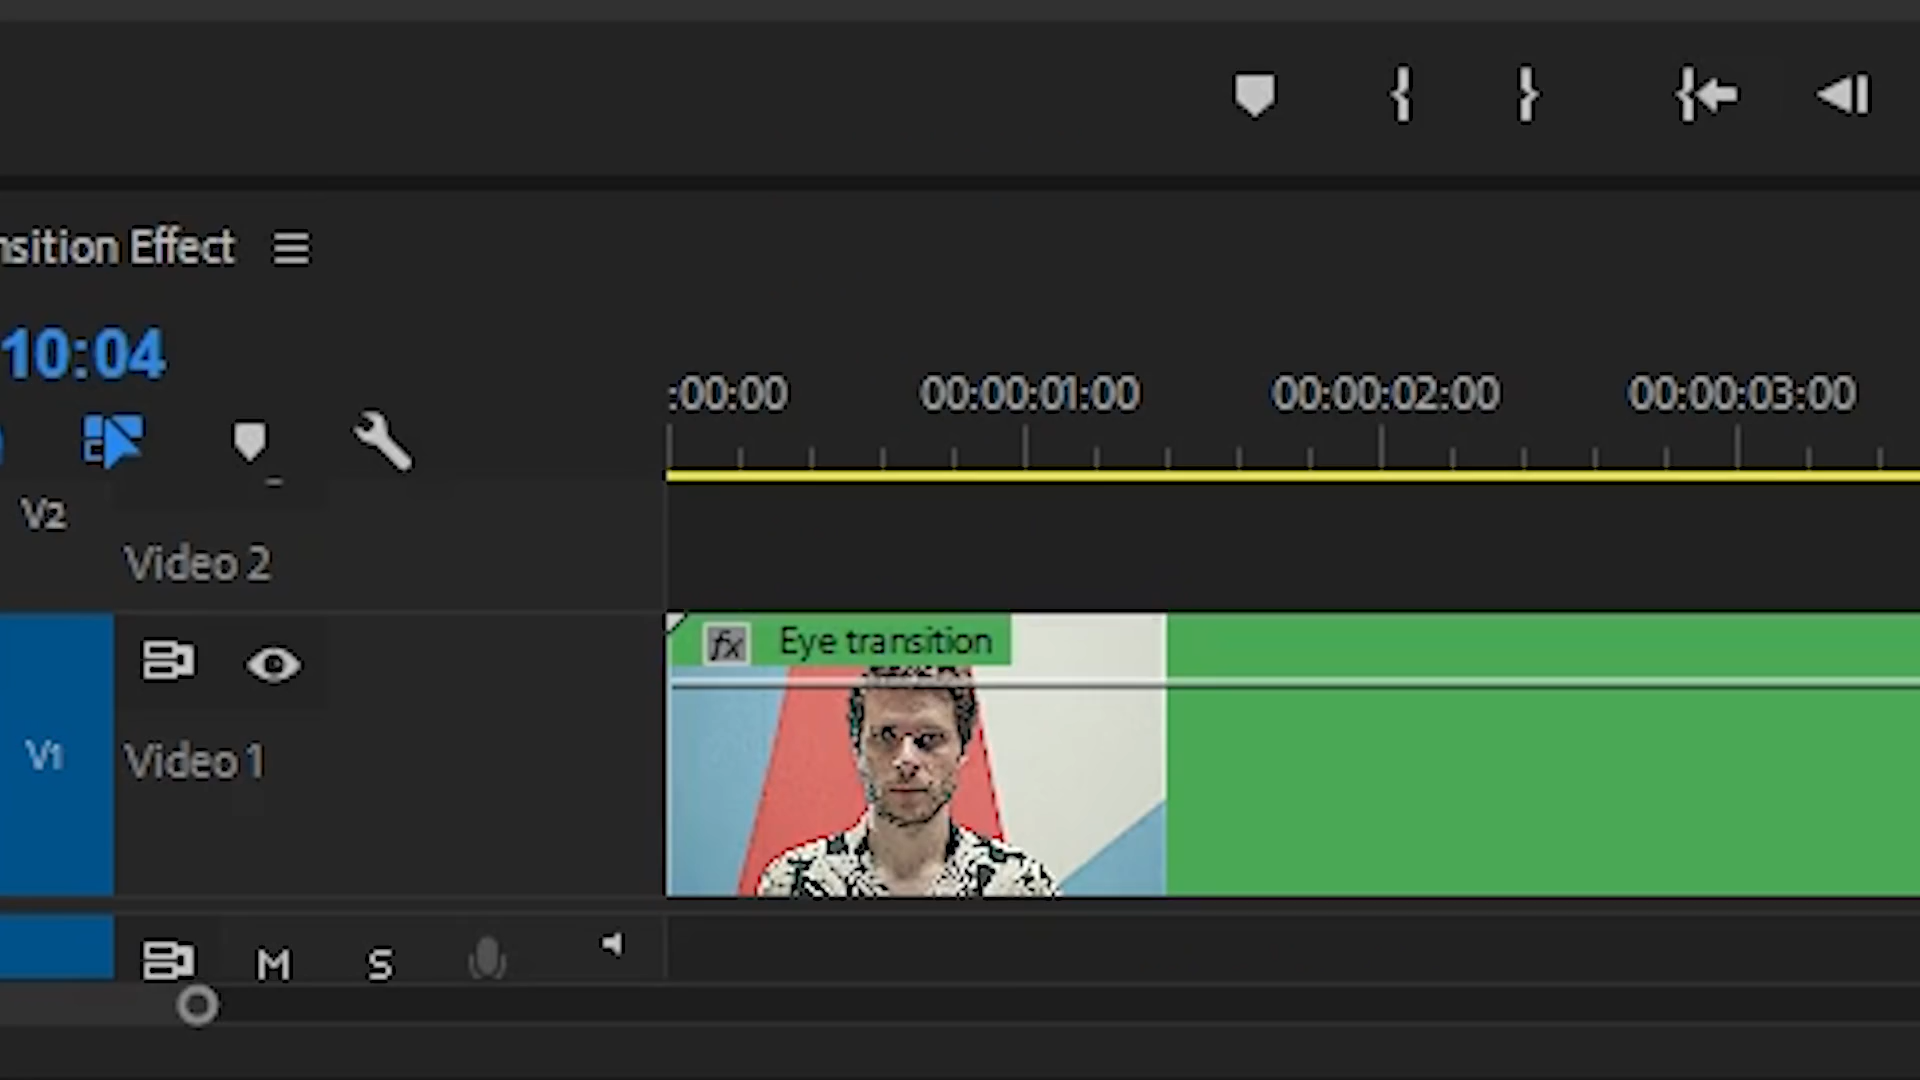 nsition Effect
10:04
:00:00 00:00:01:00 00:00:02:00 00:00:03:00
V2
Video 2
fx Eye transition
V1
Video 1
M S